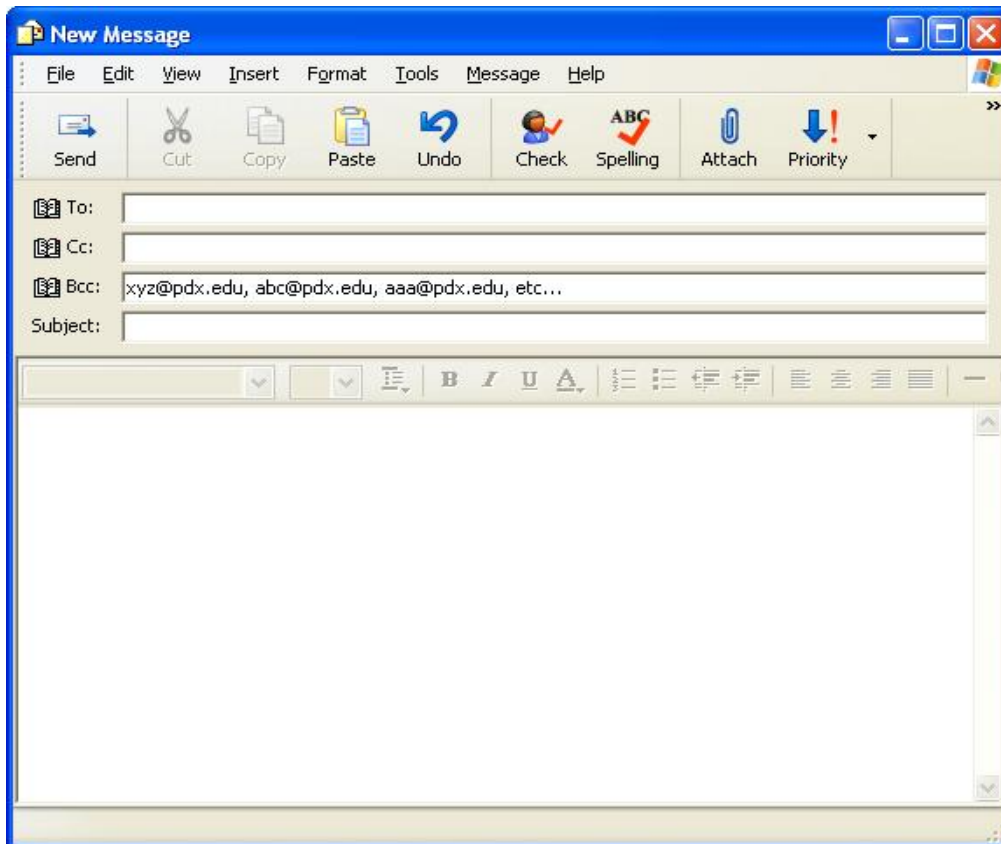 New Message
File Edit View Insert Format Tools Message Help
ABC
Send Cut Copy Paste Undo Check Spelling Attach Priority
To:
Cc:
Bcc: xyz@pdx.edu, abc@pdx.edu, aaa@pdx.edu, etc...
Subject:
B I U A